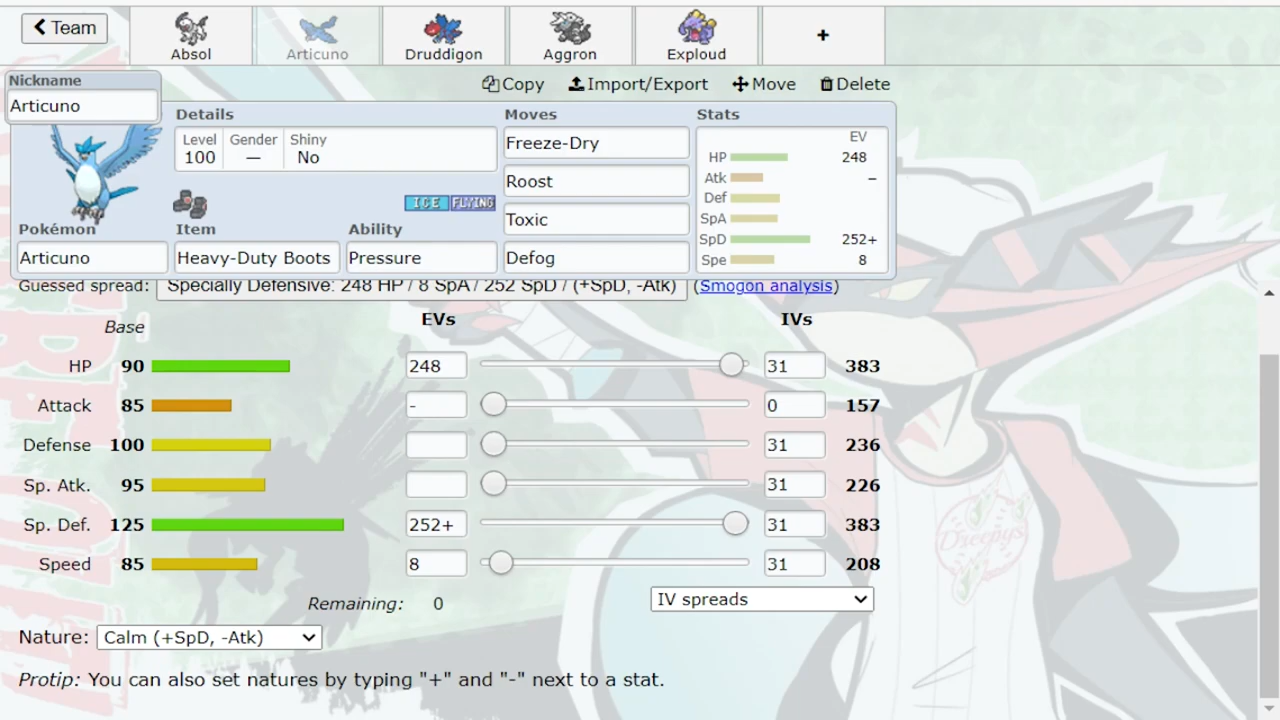 Team
Absol
Articuno
Druddigon
Aggron
Exploud
+
Nickname
Articuno
Copy
Import/Export
Move
Delete
Details
Level
100
Gender
—
Shiny
No
ICE FLYING
Pokémon
Articuno
Item
Heavy-Duty Boots
Ability
Pressure
Moves
Freeze-Dry
Roost
Toxic
Defog
Stats
EV
HP 248
Atk –
Def
SpA
SpD 252+
Spe 8
Guessed spread: Specially Defensive: 248 HP / 8 SpA / 252 SpD / (+SpD, -Atk) (Smogon analysis)
Base EVs IVs
HP 90 248 31 383
Attack 85 - 0 157
Defense 100 31 236
Sp. Atk. 95 31 226
Sp. Def. 125 252+ 31 383
Speed 85 8 31 208
Remaining: 0
IV spreads
Nature: Calm (+SpD, -Atk)
Protip: You can also set natures by typing "+" and "-" next to a stat.
Dreepys